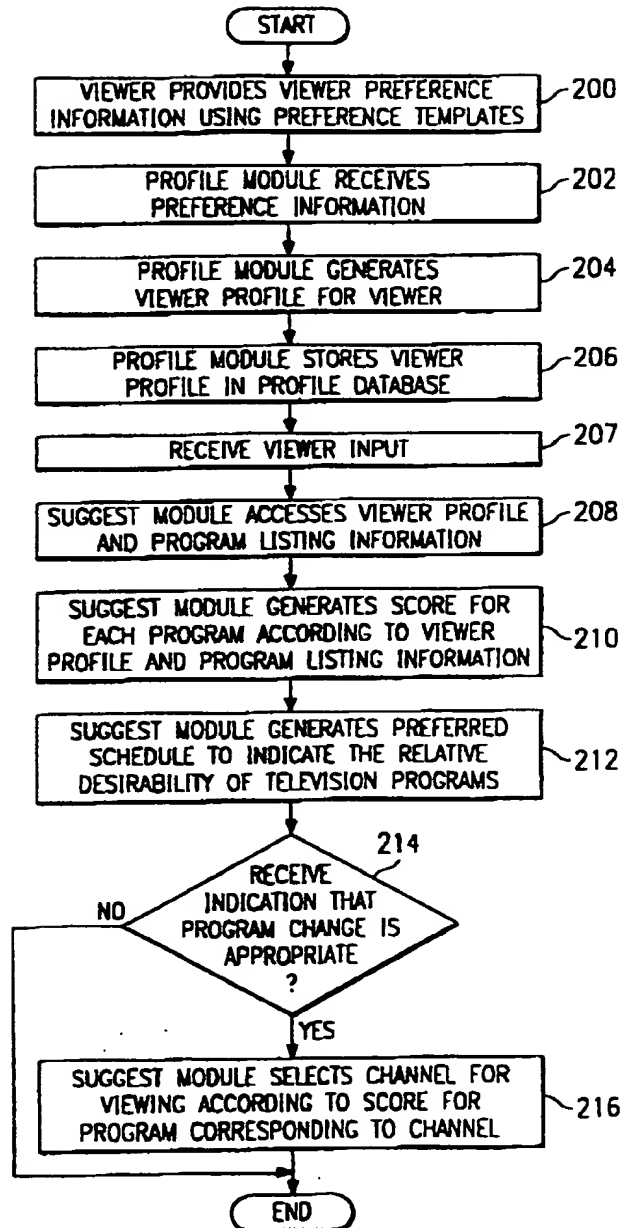 START
VIEWER PROVIDES VIEWER PREFERENCE
INFORMATION USING PREFERENCE TEMPLATES
200
PROFILE MODULE RECEIVES
PREFERENCE INFORMATION
202
PROFILE MODULE GENERATES
VIEWER PROFILE FOR VIEWER
204
PROFILE MODULE STORES VIEWER
PROFILE IN PROFILE DATABASE
206
RECEIVE VIEWER INPUT
207
SUGGEST MODULE ACCESSES VIEWER PROFILE
AND PROGRAM LISTING INFORMATION
208
SUGGEST MODULE GENERATES SCORE FOR
EACH PROGRAM ACCORDING TO VIEWER
PROFILE AND PROGRAM LISTING INFORMATION
210
SUGGEST MODULE GENERATES PREFERRED
SCHEDULE TO INDICATE THE RELATIVE
DESIRABILITY OF TELEVISION PROGRAMS
212
214
RECEIVE
INDICATION THAT
PROGRAM CHANGE IS
APPROPRIATE
?
NO
YES
SUGGEST MODULE SELECTS CHANNEL FOR
VIEWING ACCORDING TO SCORE FOR
PROGRAM CORRESPONDING TO CHANNEL
216
END